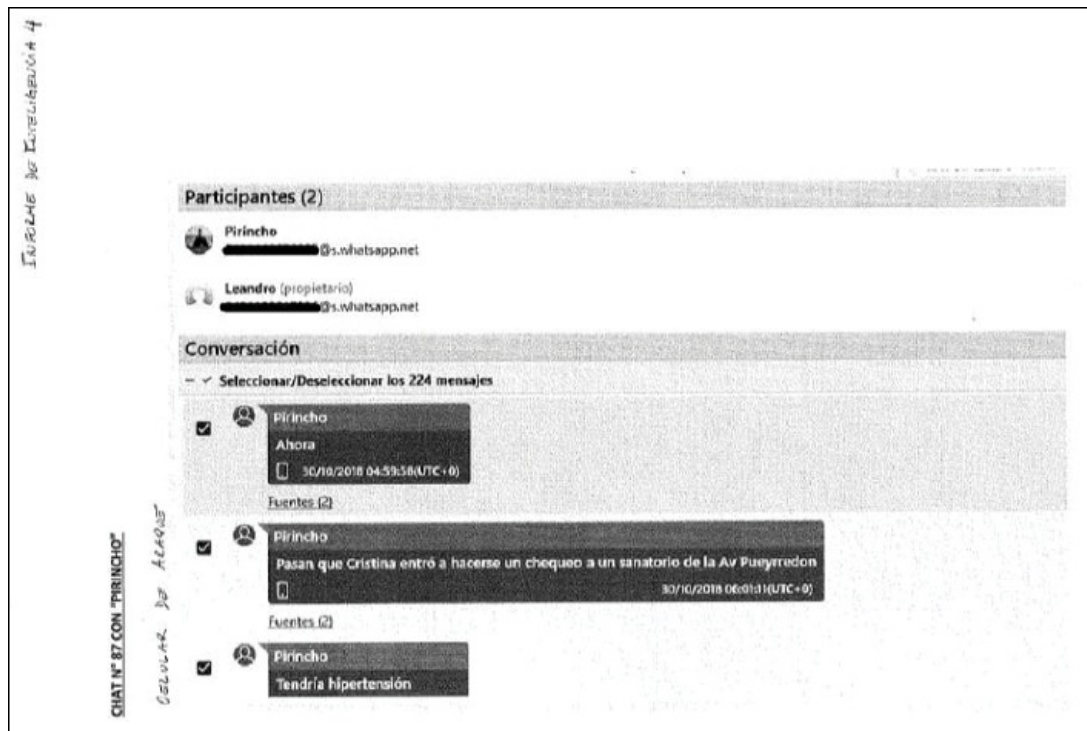 INFORME DE INTELIGENCIA 4
Participantes (2)
Pirincho
@s.whatsapp.net
Leandro (propietario)
@s.whatsapp.net
Conversación
Seleccionar/Deseleccionar los 224 mensajes
Pirincho
Ahora
30/10/2018 04:59:58(UTC+0)
Fuentes (2)
Pirincho
Pasan que Cristina entró a hacerse un chequeo a un sanatorio de la Av Pueyrredon
30/10/2018 06:01:11(UTC+0)
Fuentes (2)
Pirincho
Tendría hipertensión
CHAT N° 87 CON "PIRINCHO"
CELULAR DE ARAQUE